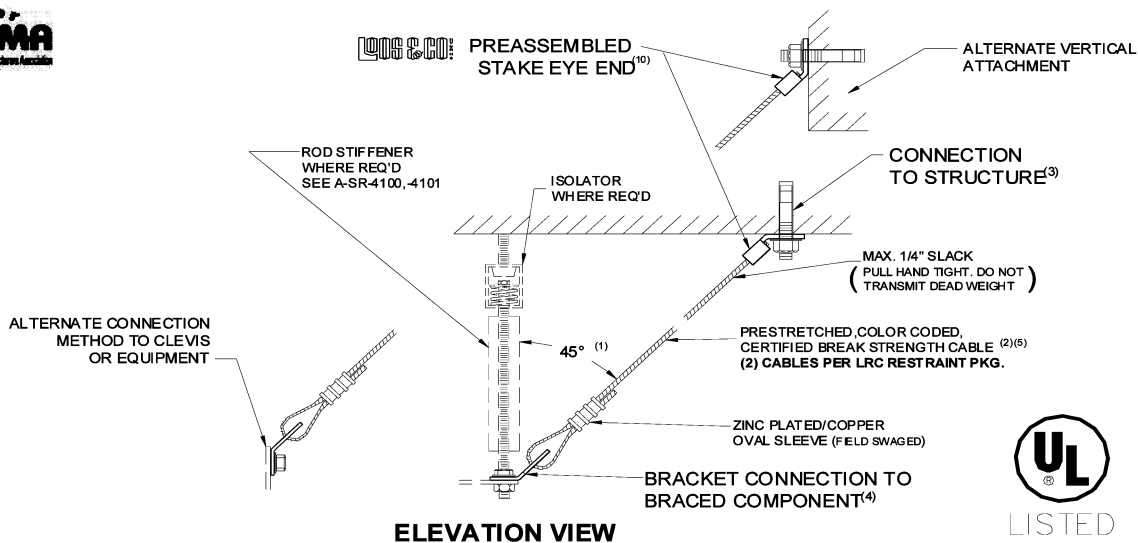 MA
LOOS & CO
PREASSEMBLED
STAKE EYE END(10)
ALTERNATE VERTICAL
ATTACHMENT
ROD STIFFENER
WHERE REQ'D
SEE A-SR-4100,-4101
ISOLATOR
WHERE REQ'D
CONNECTION
TO STRUCTURE(3)
MAX. 1/4" SLACK
( PULL HAND TIGHT. DO NOT
TRANSMIT DEAD WEIGHT )
ALTERNATE CONNECTION
METHOD TO CLEVIS
OR EQUIPMENT
45° (1)
PRESTRETCHED,COLOR CODED,
CERTIFIED BREAK STRENGTH CABLE (2)(5)
(2) CABLES PER LRC RESTRAINT PKG.
ZINC PLATED/COPPER
OVAL SLEEVE (FIELD SWAGED)
BRACKET CONNECTION TO
BRACED COMPONENT(4)
UL
®
LISTED
ELEVATION VIEW